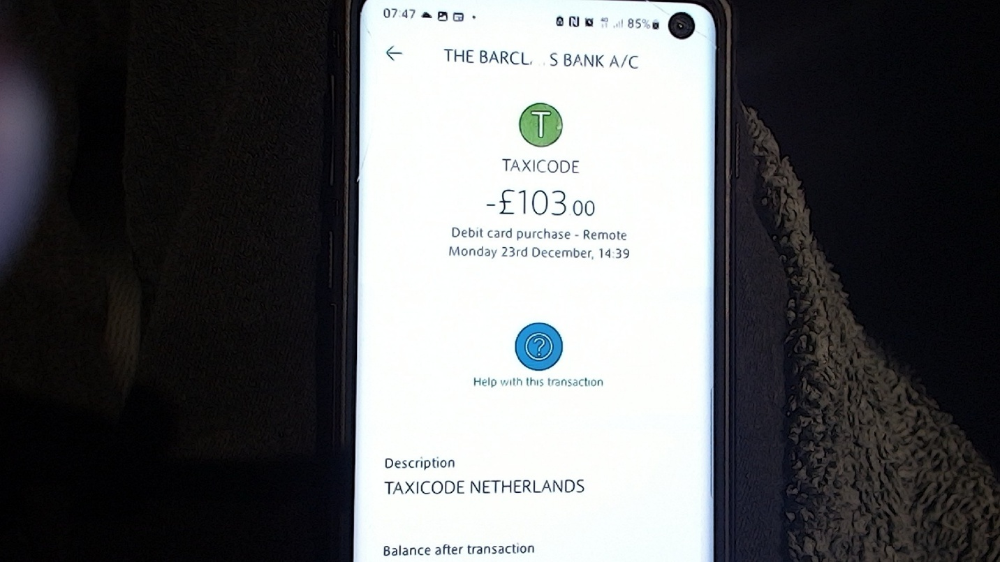 07:47 85%
THE BARCL S BANK A/C
T
TAXICODE
-£103.00
Debit card purchase - Remote
Monday 23rd December, 14:39
?
Help with this transaction
Description
TAXICODE NETHERLANDS
Balance after transaction